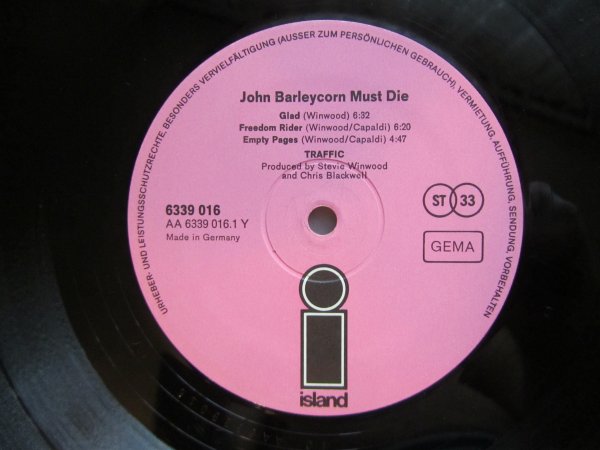 URHEBER- UND LEISTUNGSSCHUTZRECHTE, BESONDERS VERVIELFÄLTIGUNG (AUSSER ZUM PERSÖNLICHEN GEBRAUCH), VERMIETUNG, AUFFÜHRUNG, SENDUNG, VORBEHALTEN
John Barleycorn Must Die
Glad (Winwood) 6:32
Freedom Rider (Winwood/Capaldi) 6:20
Empty Pages (Winwood/Capaldi) 4:47
TRAFFIC
Produced by Stevie Winwood
and Chris Blackwell
6339 016
AA 6339 016.1 Y
Made in Germany
ST 33
GEMA
island